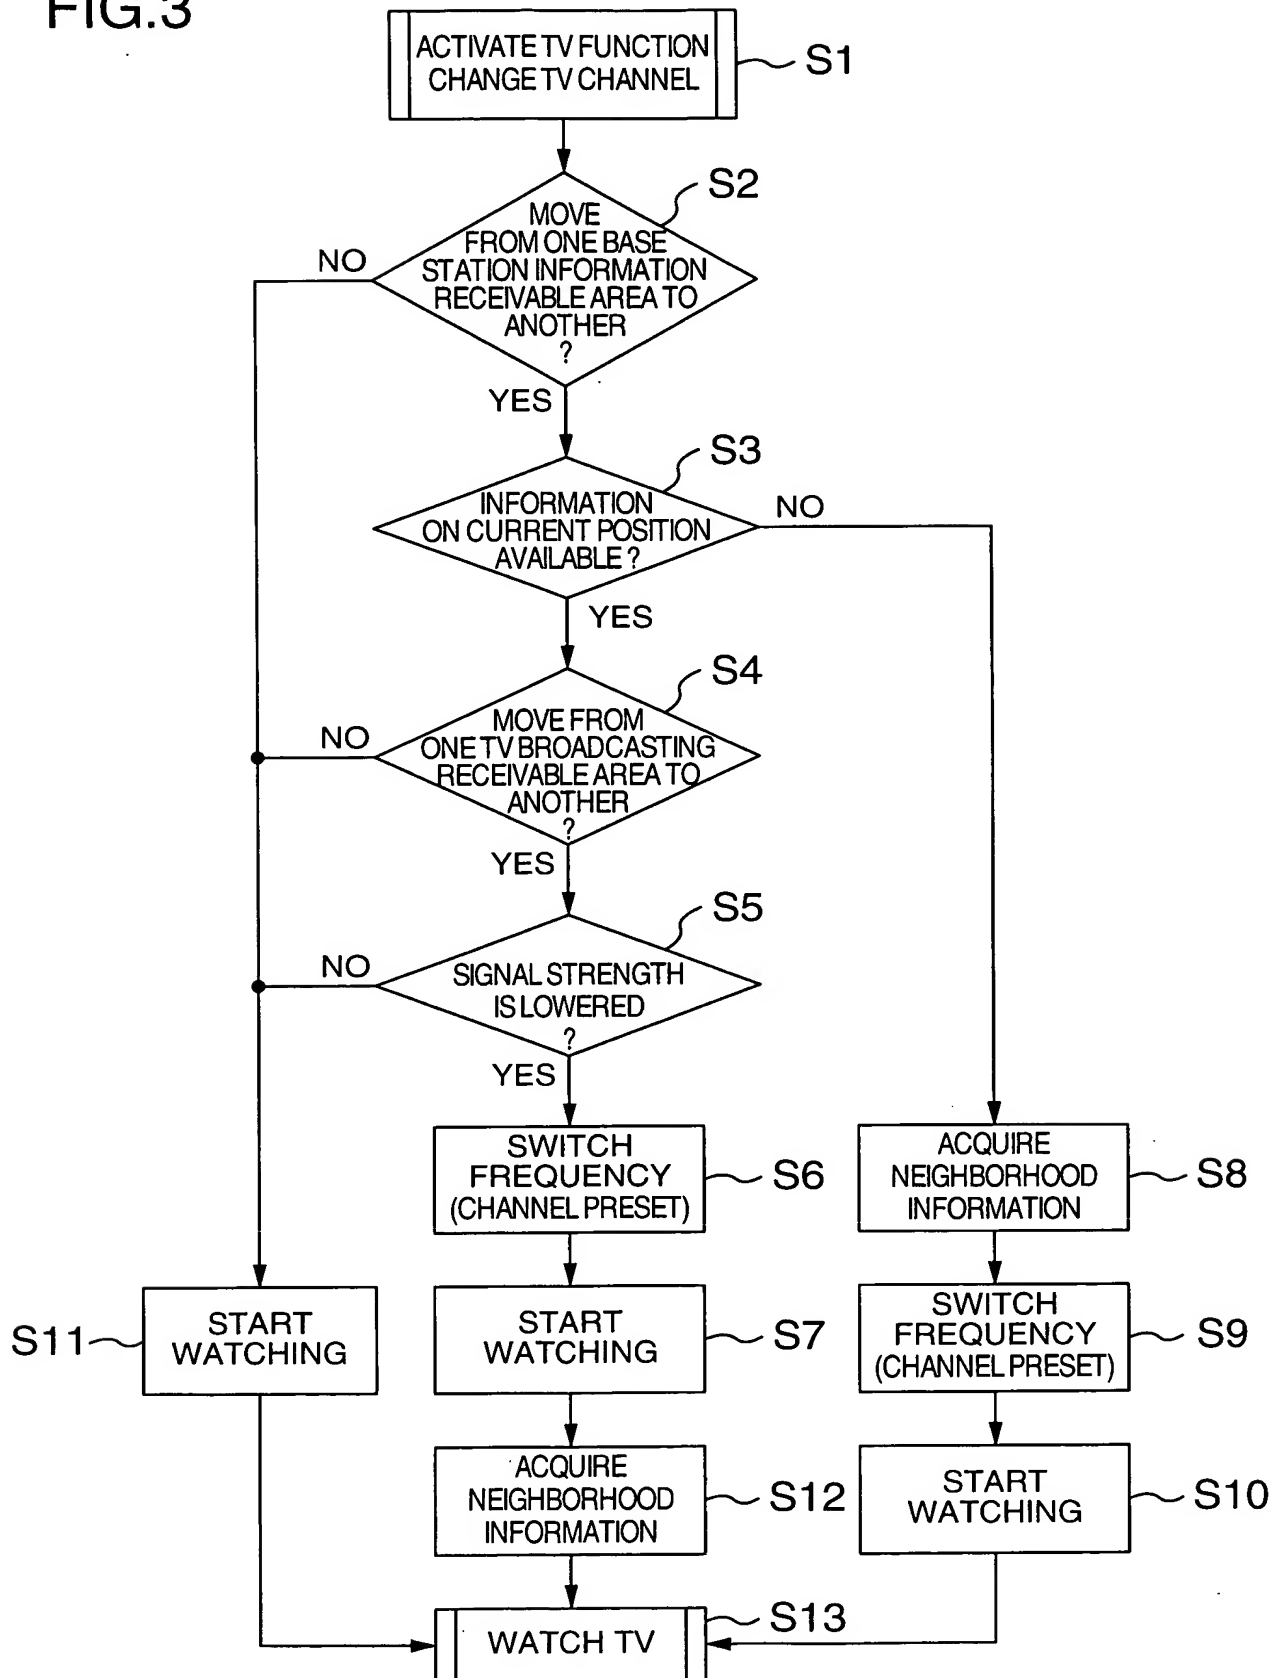 FIG.3
ACTIVATE TV FUNCTION
CHANGE TV CHANNEL
S1
S2
MOVE
FROM ONE BASE
STATION INFORMATION
RECEIVABLE AREA TO
ANOTHER
?
NO
YES
S3
INFORMATION
ON CURRENT POSITION
AVAILABLE ?
NO
YES
S4
MOVE FROM
ONE TV BROADCASTING
RECEIVABLE AREA TO
ANOTHER
?
NO
YES
S5
SIGNAL STRENGTH
IS LOWERED
?
NO
YES
SWITCH
FREQUENCY
(CHANNEL PRESET)
S6
ACQUIRE
NEIGHBORHOOD
INFORMATION
S8
S11
START
WATCHING
START
WATCHING
S7
SWITCH
FREQUENCY
(CHANNEL PRESET)
S9
ACQUIRE
NEIGHBORHOOD
INFORMATION
S12
START
WATCHING
S10
WATCH TV
S13